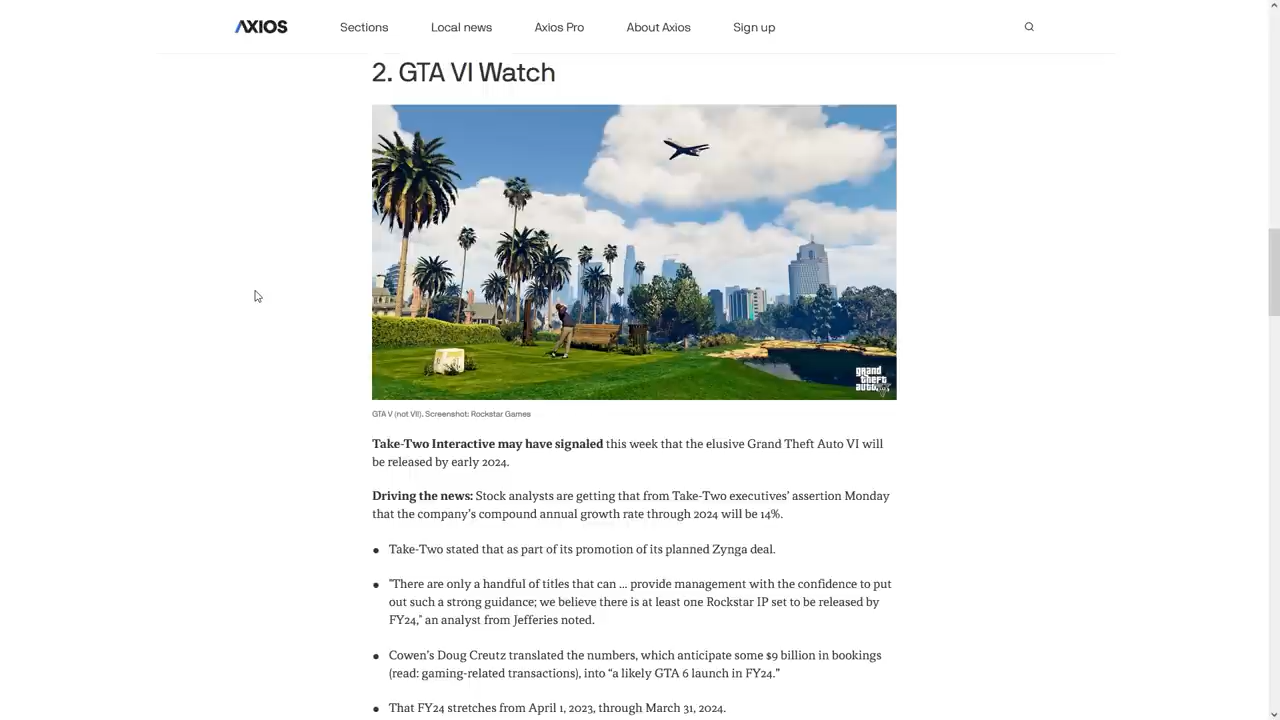 AXIOS Sections Local news Axios Pro About Axios Sign up
2. GTA VI Watch
grand
theft
auto
GTA V (not VII). Screenshot: Rockstar Games
Take-Two Interactive may have signaled this week that the elusive Grand Theft Auto VI will
be released by early 2024.
Driving the news: Stock analysts are getting that from Take-Two executives' assertion Monday
that the company's compound annual growth rate through 2024 will be 14%.
• Take-Two stated that as part of its promotion of its planned Zynga deal.
• "There are only a handful of titles that can ... provide management with the confidence to put
out such a strong guidance; we believe there is at least one Rockstar IP set to be released by
FY24," an analyst from Jefferies noted.
• Cowen's Doug Creutz translated the numbers, which anticipate some $9 billion in bookings
(read: gaming-related transactions), into “a likely GTA 6 launch in FY24.”
• That FY24 stretches from April 1, 2023, through March 31, 2024.